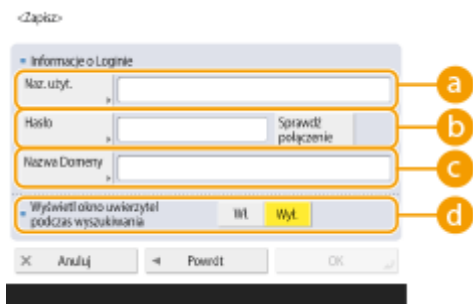 <Zapisz>
Informacje o Loginie
Naz. użyt.
a
Hasło
Sprawdź
połączenie
b
Nazwa Domeny
c
Wyświetl okno uwierzytel
podczas wyszukiwania
Wł.
Wył.
d
Anuluj
Powrót
OK